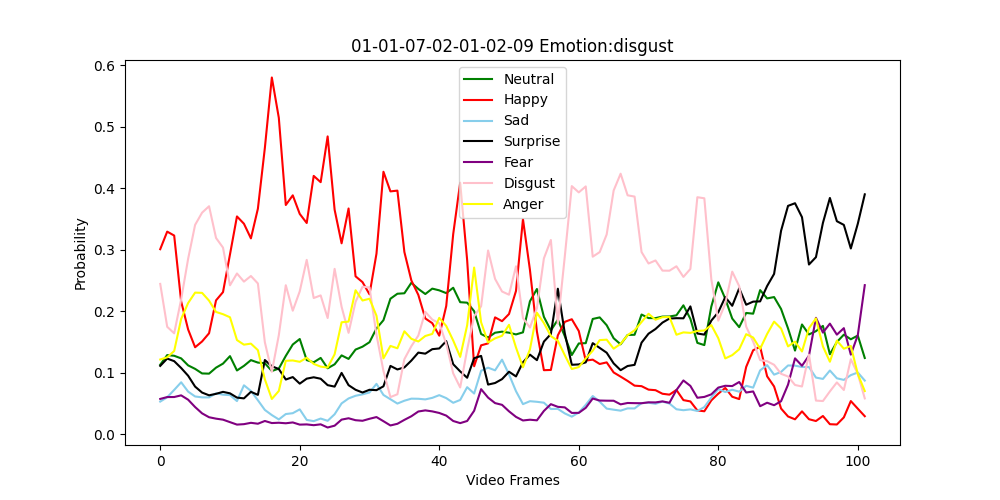 01-01-07-02-01-02-09 Emotion:disgust
Probability
0.6
0.5
0.4
0.3
0.2
0.1
0.0
Neutral
Happy
Sad
Surprise
Fear
Disgust
Anger
0 20 40 60 80 100
Video Frames